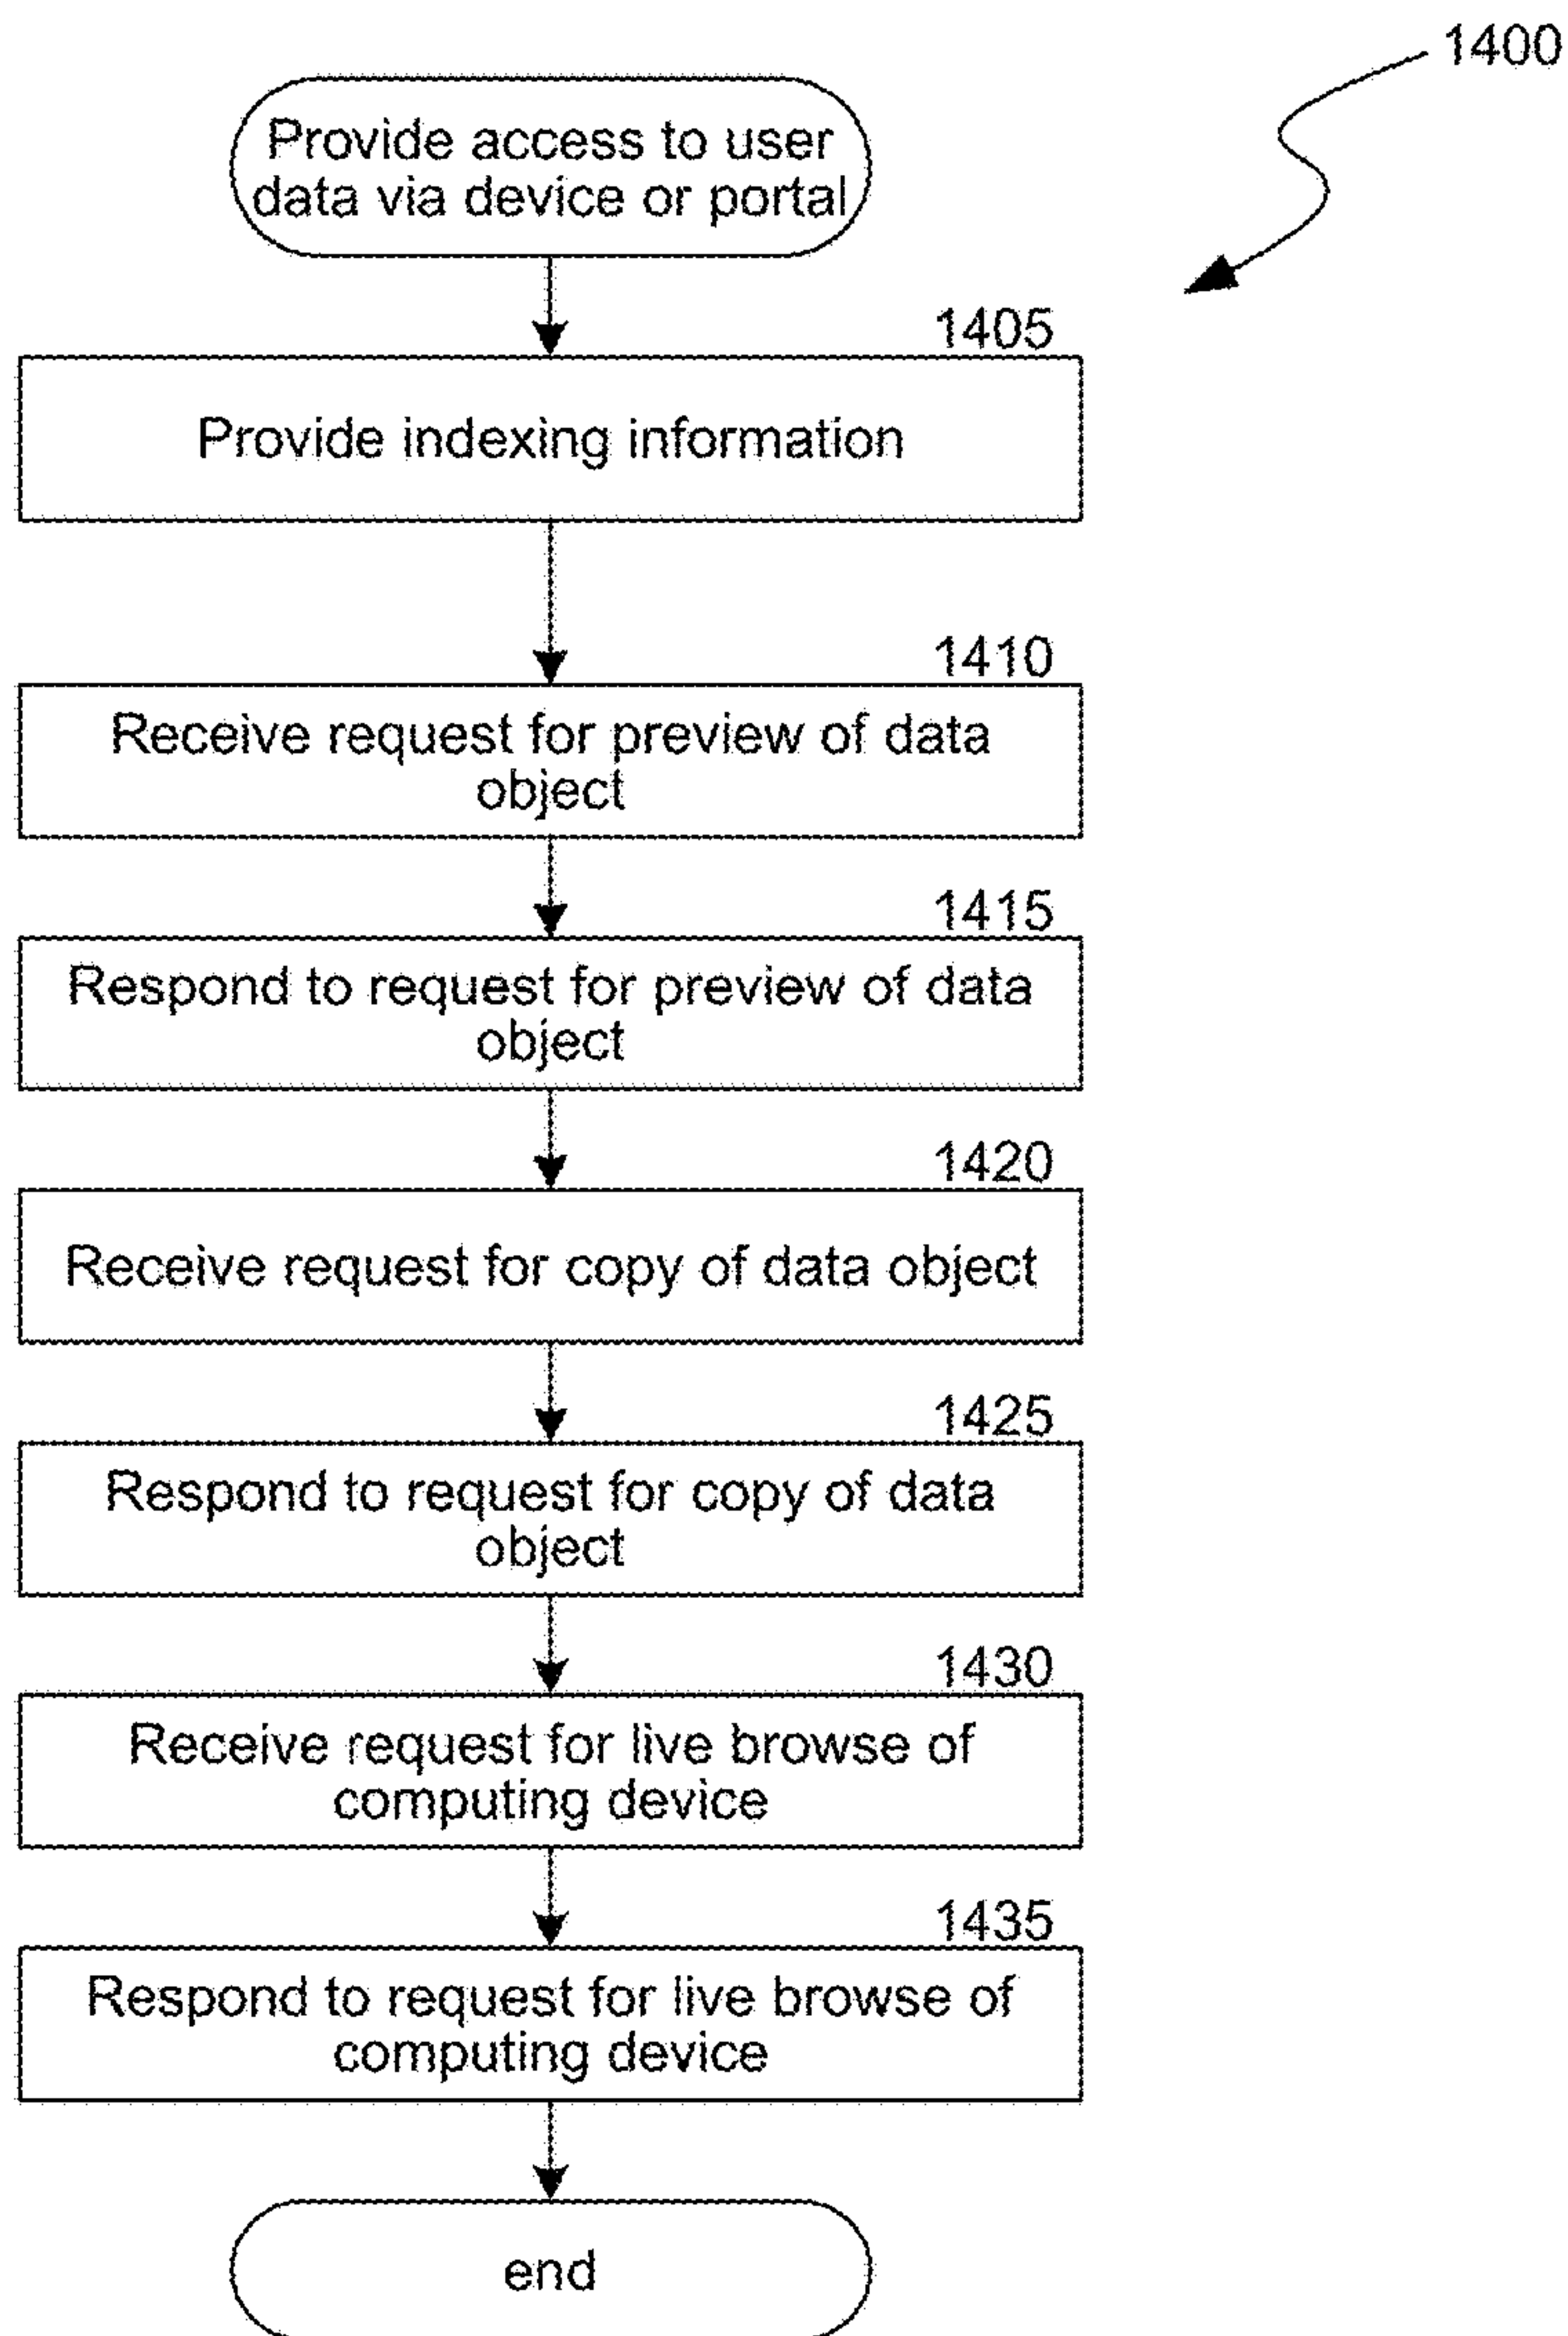 1400
Provide access to user
data via device or portal
1405
Provide indexing information
1410
Receive request for preview of data
object
1415
Respond to request for preview of data
object
1420
Receive request for copy of data object
1425
Respond to request for copy of data
object
1430
Receive request for live browse of
computing device
1435
Respond to request for live browse of
computing device
end